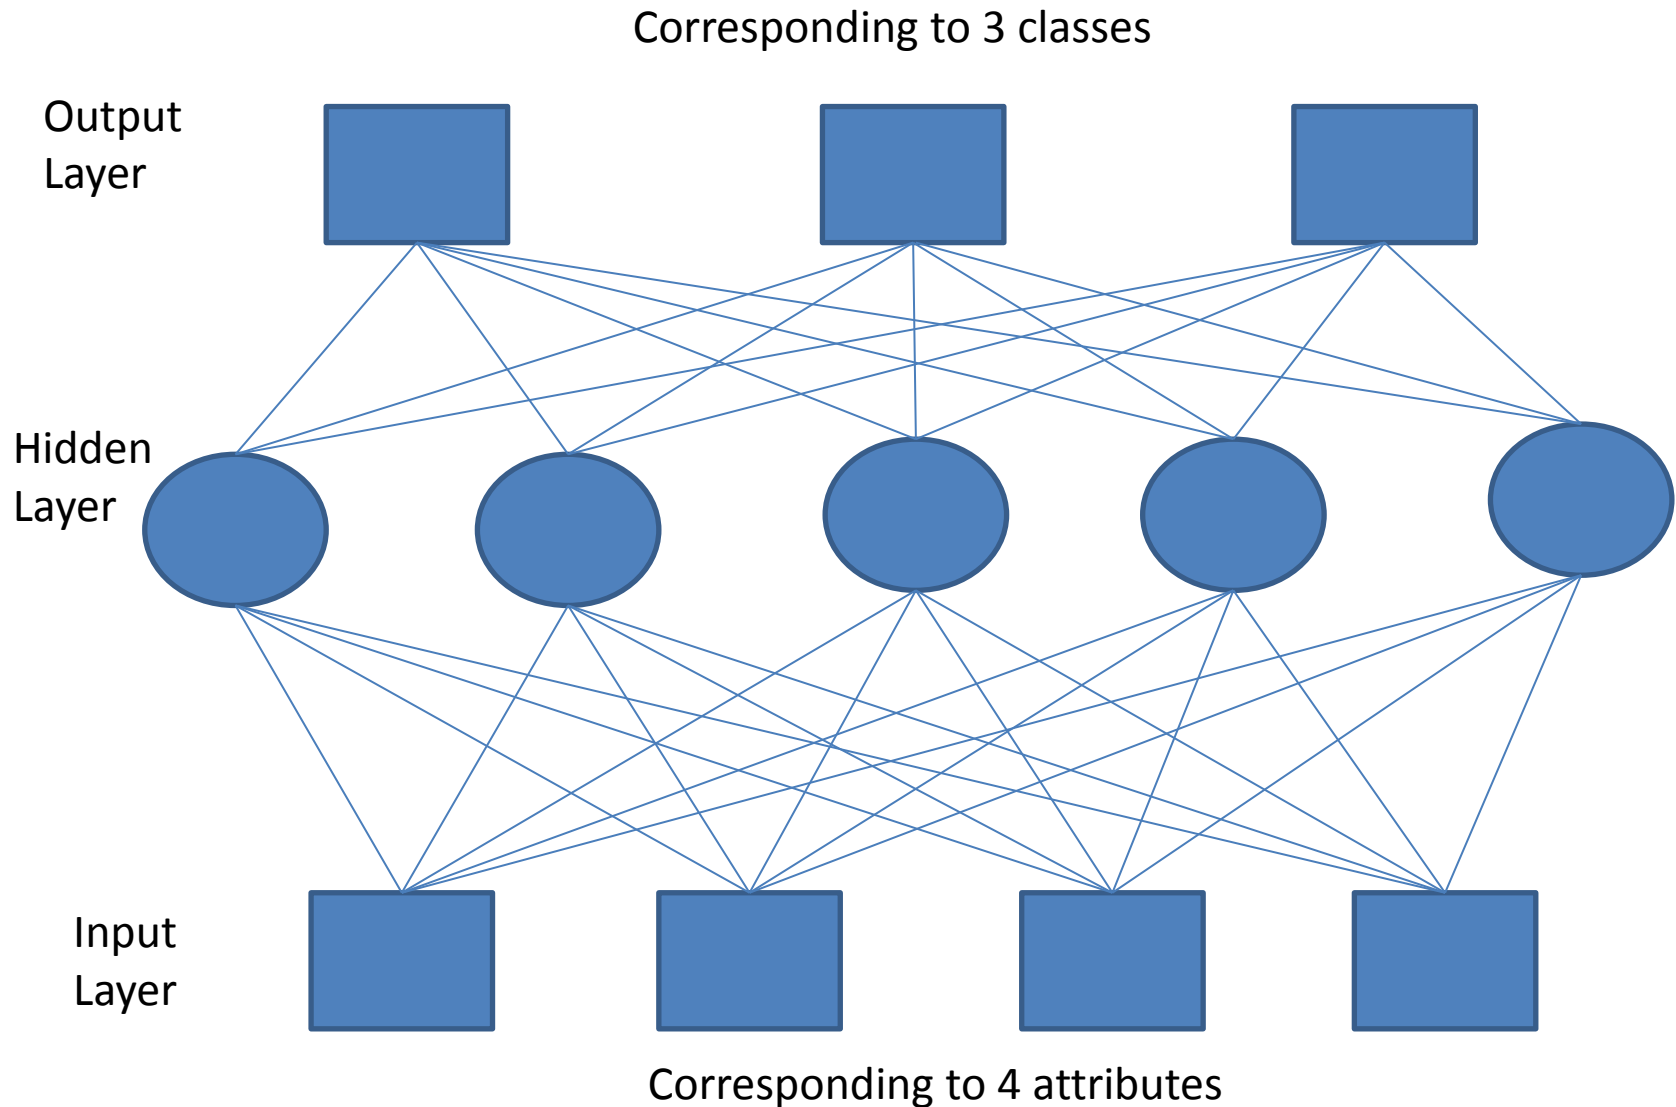 Corresponding to 3 classes
Output
Layer
Hidden
Layer
Input
Layer
Corresponding to 4 attributes